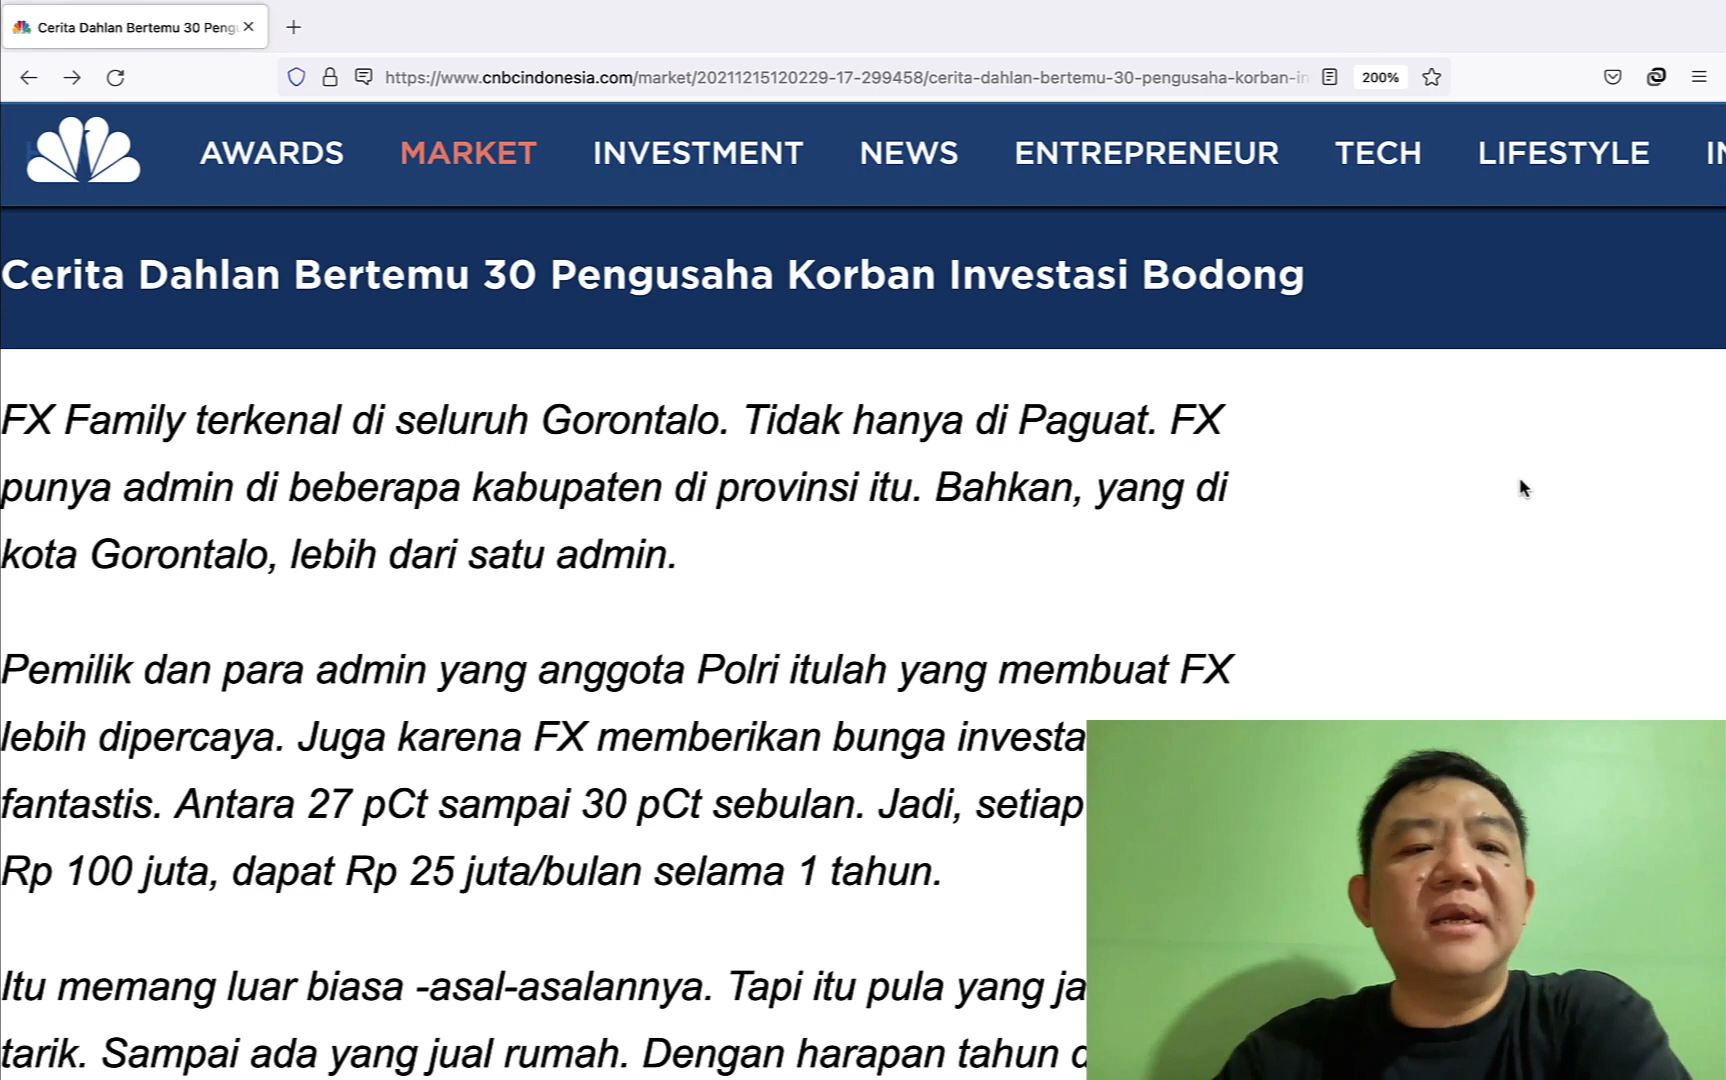 Cerita Dahlan Bertemu 30 Peng
https://www.cnbcindonesia.com/market/20211215120229-17-299458/cerita-dahlan-bertemu-30-pengusaha-korban-in
200%
AWARDS MARKET INVESTMENT NEWS ENTREPRENEUR TECH LIFESTYLE
Cerita Dahlan Bertemu 30 Pengusaha Korban Investasi Bodong
FX Family terkenal di seluruh Gorontalo. Tidak hanya di Paguat. FX
punya admin di beberapa kabupaten di provinsi itu. Bahkan, yang di
kota Gorontalo, lebih dari satu admin.
Pemilik dan para admin yang anggota Polri itulah yang membuat FX
lebih dipercaya. Juga karena FX memberikan bunga investa
fantastis. Antara 27 pCt sampai 30 pCt sebulan. Jadi, setiap
Rp 100 juta, dapat Rp 25 juta/bulan selama 1 tahun.
Itu memang luar biasa -asal-asalannya. Tapi itu pula yang ja
tarik. Sampai ada yang jual rumah. Dengan harapan tahun